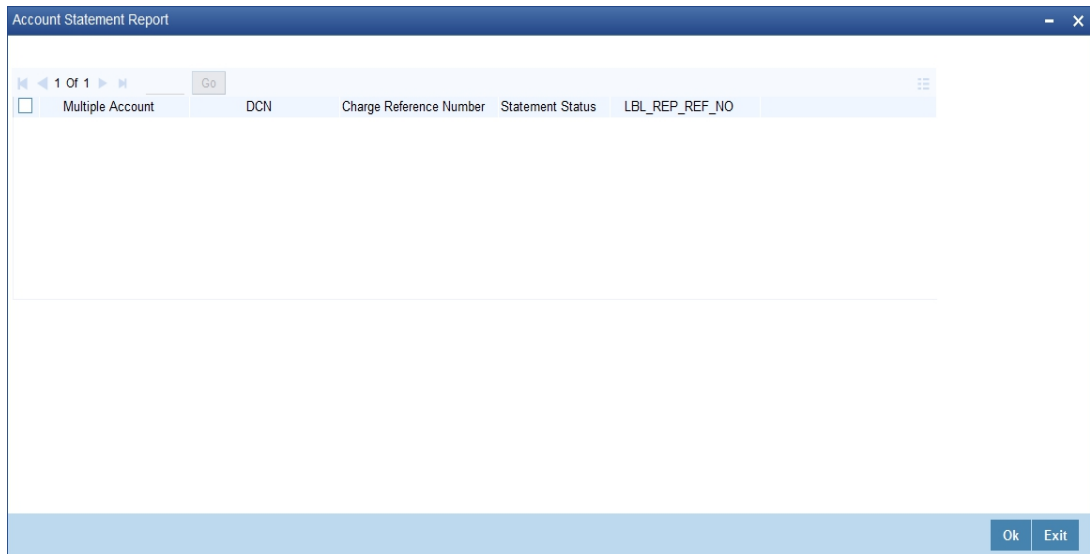 Account Statement Report
1 Of 1 Go
Multiple Account DCN Charge Reference Number Statement Status LBL_REP_REF_NO
Ok Exit